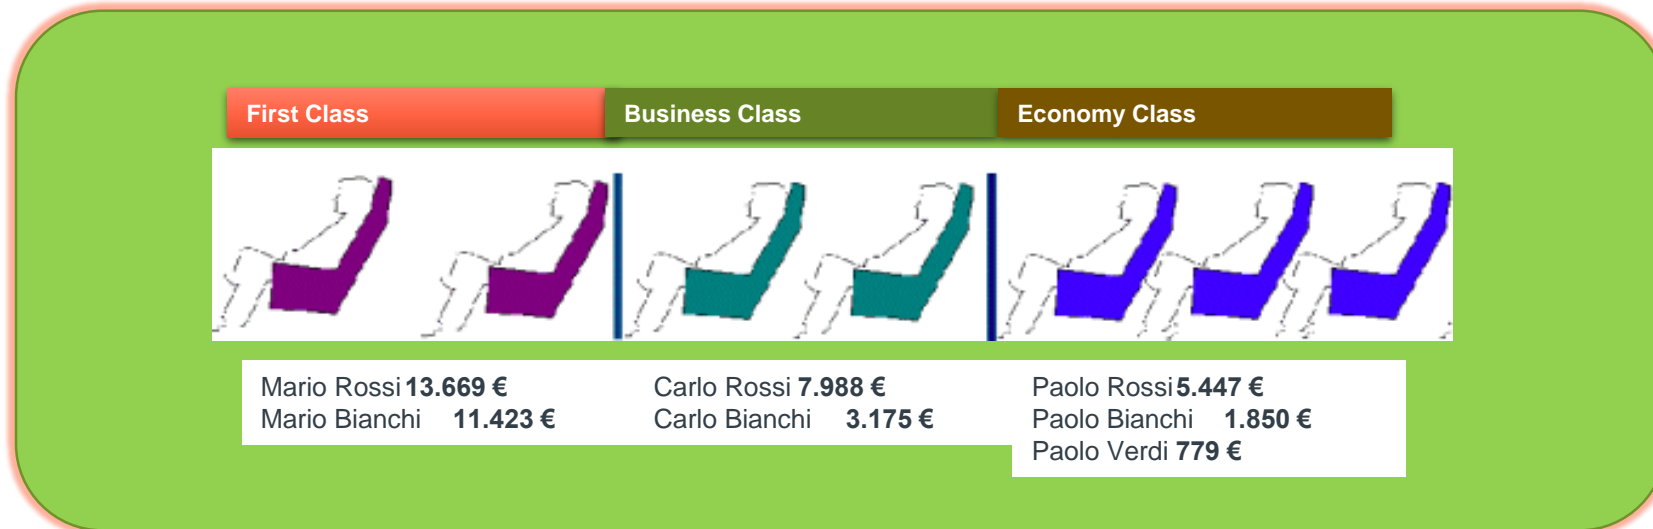 First Class
Business Class
Economy Class
Mario Rossi 13.669 €
Mario Bianchi 11.423 €
Carlo Rossi 7.988 €
Carlo Bianchi 3.175 €
Paolo Rossi 5.447 €
Paolo Bianchi 1.850 €
Paolo Verdi 779 €